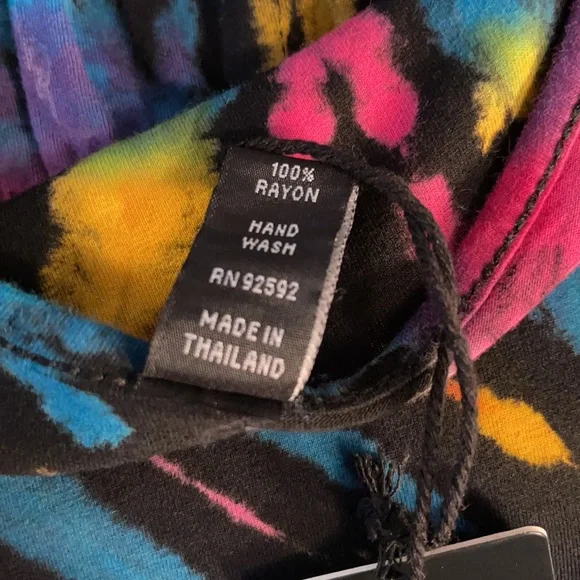 100%
RAYON
HAND
WASH
RN 92592
MADE IN
THAILAND